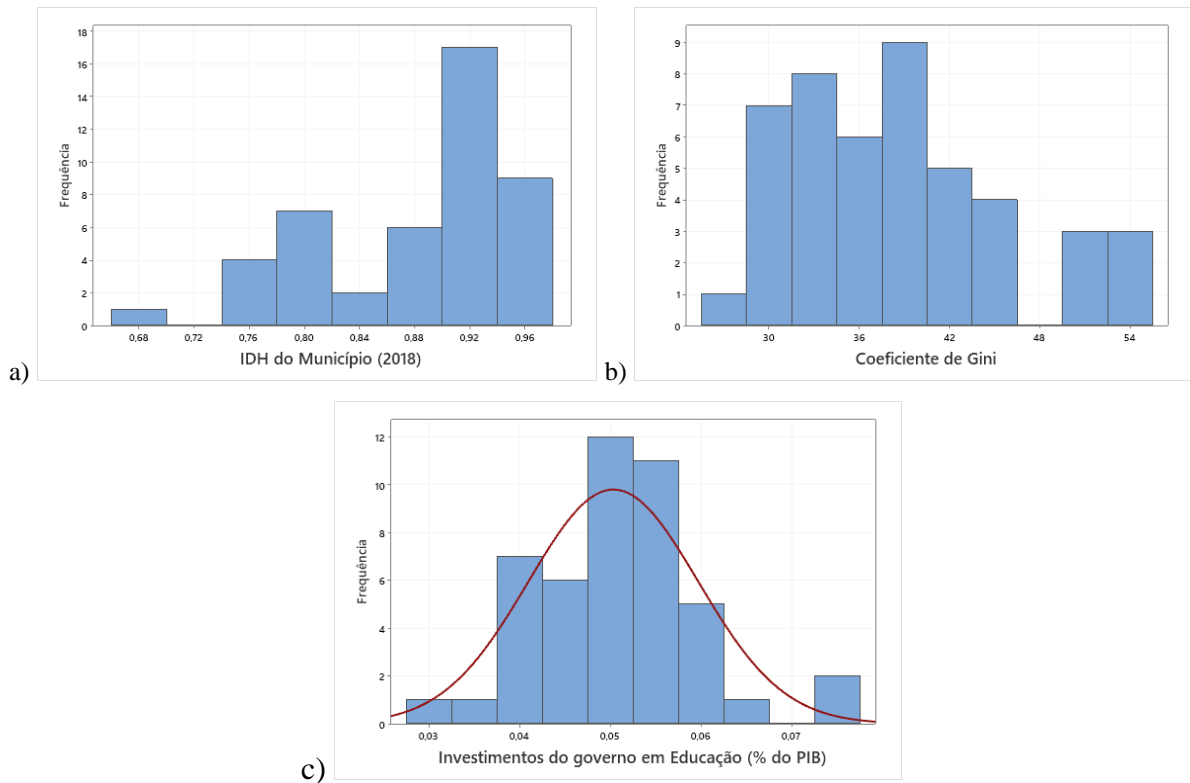 18
16
14
12
10
8
6
4
2
0
Frequência
0,68 0,72 0,76 0,80 0,84 0,88 0,92 0,96
IDH do Município (2018)
a)
9
8
7
6
5
4
3
2
1
0
Frequência
30 36 42 48 54
Coeficiente de Gini
b)
12
10
8
6
4
2
0
Frequência
0,03 0,04 0,05 0,06 0,07
Investimentos do governo em Educação (% do PIB)
c)